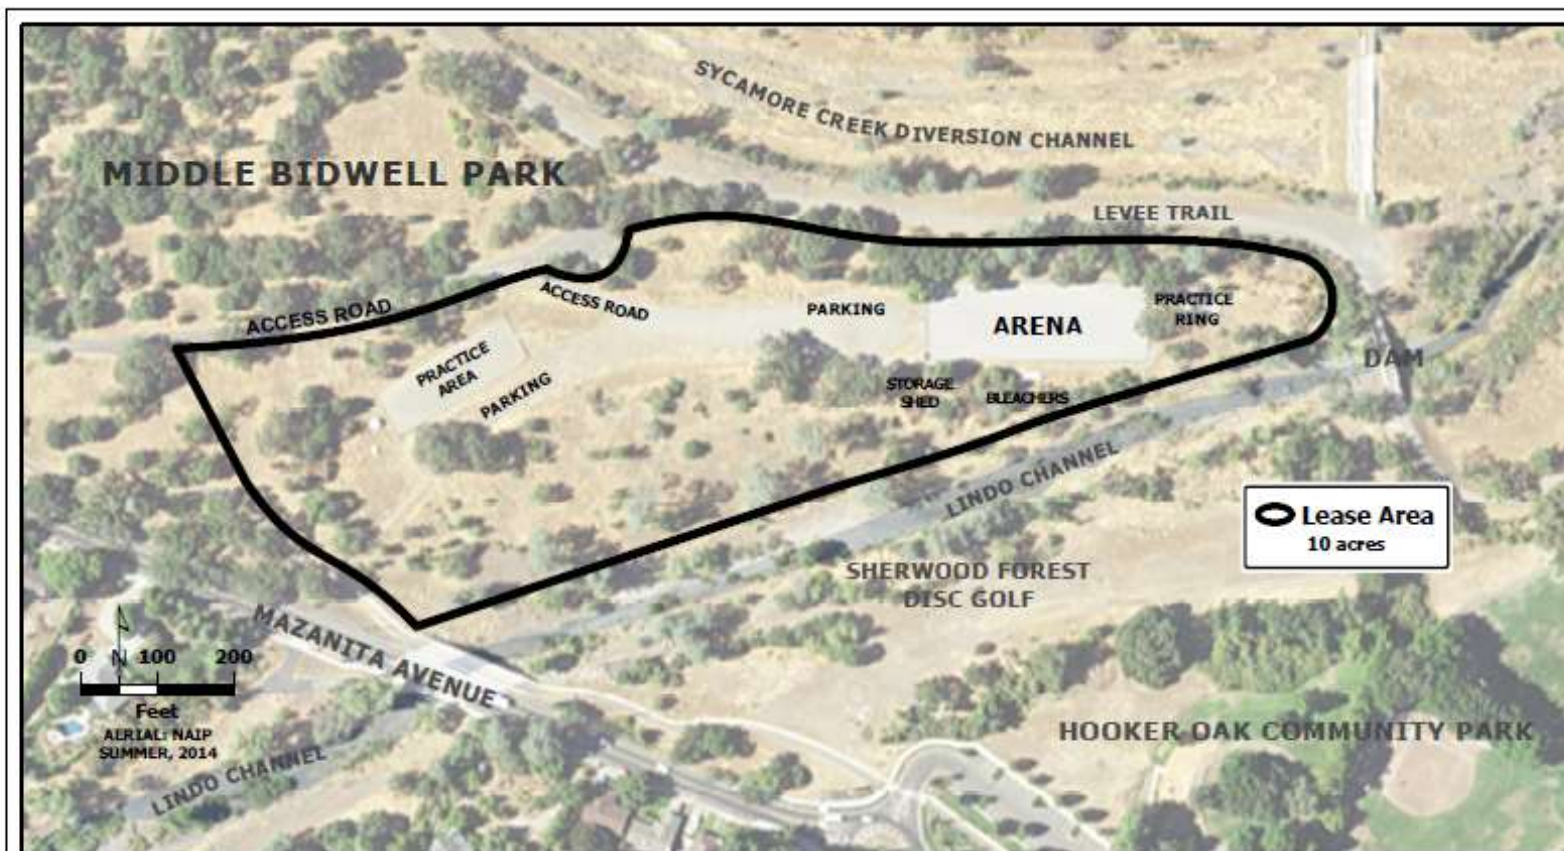 SYCAMORE CREEK DIVERSION CHANNEL
MIDDLE BIDWELL PARK
LEVEE TRAIL
ACCESS ROAD
ACCESS ROAD
PARKING
ARENA
PRACTICE
RING
PRACTICE
AREA
PARKING
STORAGE
SHED
BLEACHERS
DAM
LINDO CHANNEL
Lease Area
10 acres
SHERWOOD FOREST
DISC GOLF
MAZANITA AVENUE
0 N 100 200
Feet
AERIAL: NAIP
SUMMER, 2014
LINDO CHANNEL
HOOKER OAK COMMUNITY PARK